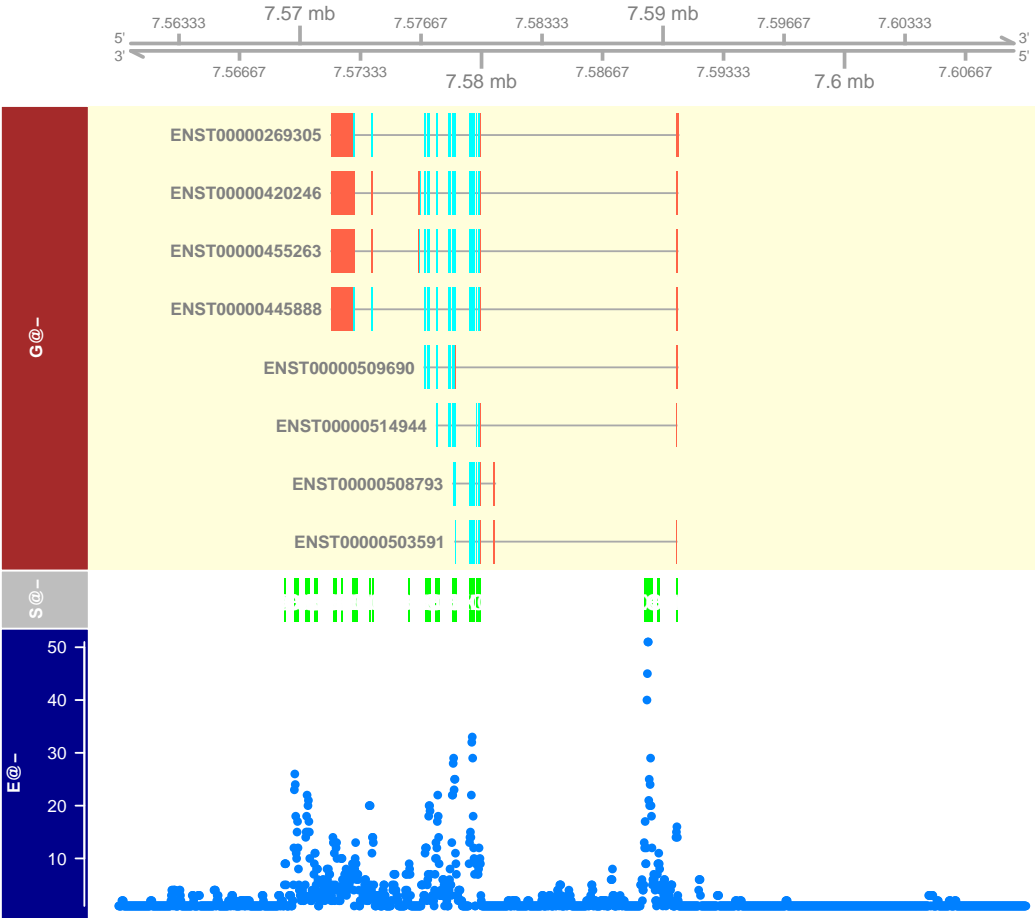 7.57 mb 7.59 mb
7.56333 7.57667 7.58333 7.59667 7.60333
5' 3'
3' 5'
7.56667 7.57333 7.58667 7.59333 7.60667
7.58 mb 7.6 mb
ENST00000269305
ENST00000420246
ENST00000455263
ENST00000445888
G@–
ENST00000509690
ENST00000514944
ENST00000508793
ENST00000503591
S@–
50
40
30
E@–
20
10